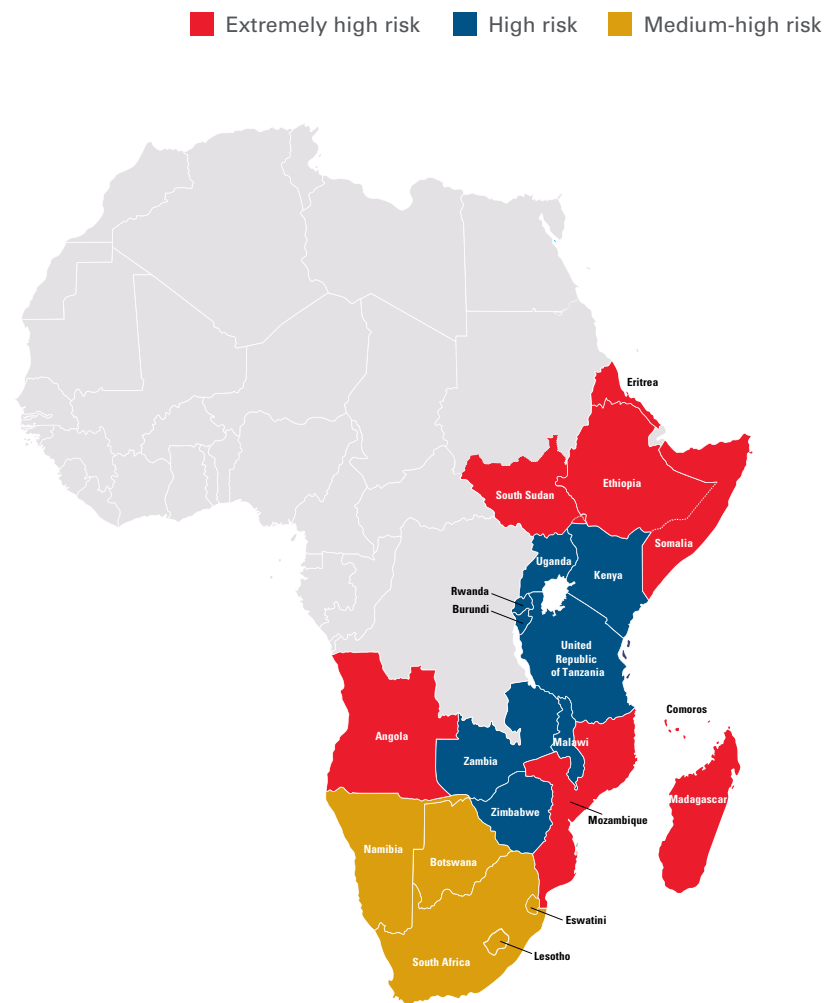 Extremely high risk
High risk
Medium-high risk
Eritrea
South Sudan
Ethiopia
Somalia
Uganda
Kenya
Rwanda
Burundi
United
Republic
of Tanzania
Comoros
Angola
Malawi
Zambia
Madagascar
Zimbabwe
Mozambique
Namibia
Botswana
Eswatini
Lesotho
South Africa